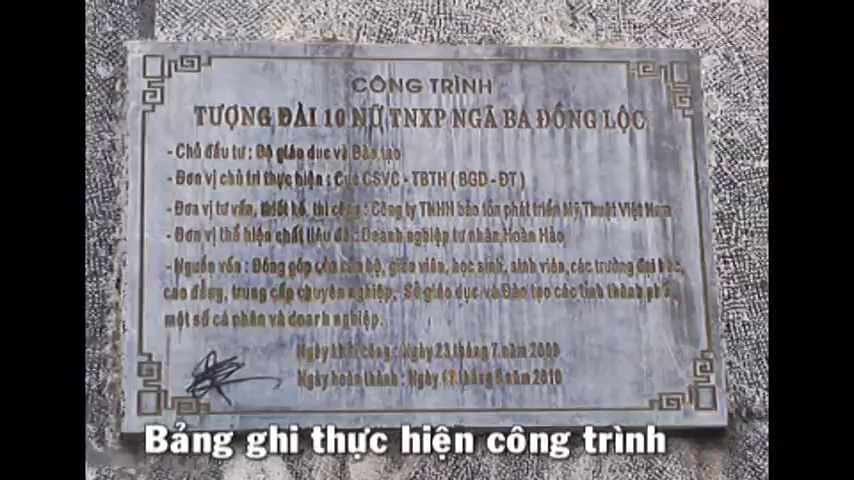 CÔNG TRÌNH
TƯỢNG ĐÀI 10 NỮ TNXP NGÃ BA ĐỒNG LỘC
- Chủ đầu tư : Bộ giáo dục và Đào tạo
- Đơn vị chủ trì thực hiện : Cục CSVC - TBTH ( BGD - ĐT )
- Đơn vị tư vấn, thiết kế, thi công : Công ty TNHH bảo tồn phát triển Mỹ Thuật Việt Nam
- Đơn vị thể hiện chất liệu đá : Doanh nghiệp tư nhân Hoàn Hảo
- Nguồn vốn : Đóng góp của cán bộ, giáo viên, học sinh, sinh viên, các trường đại học,
cao đẳng, trung cấp chuyên nghiệp, Sở giáo dục và Đào tạo các tỉnh thành phố,
một số cá nhân và doanh nghiệp.
Ngày khởi công : Ngày 23 tháng 7 năm 2009
Ngày hoàn thành : Ngày tháng năm 2010
Bảng ghi thực hiện công trình